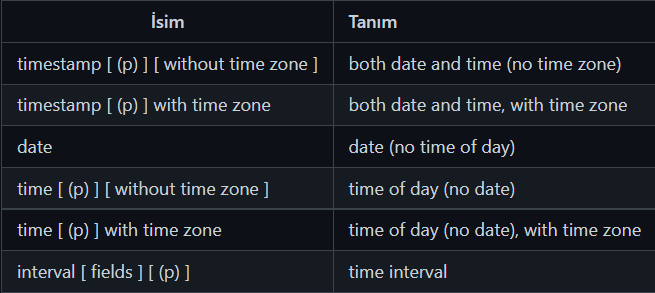 İsim Tanım
timestamp [ (p) ] [ without time zone ] both date and time (no time zone)
timestamp [ (p) ] with time zone both date and time, with time zone
date date (no time of day)
time [ (p) ] [ without time zone ] time of day (no date)
time [ (p) ] with time zone time of day (no date), with time zone
interval [ fields ] [ (p) ] time interval